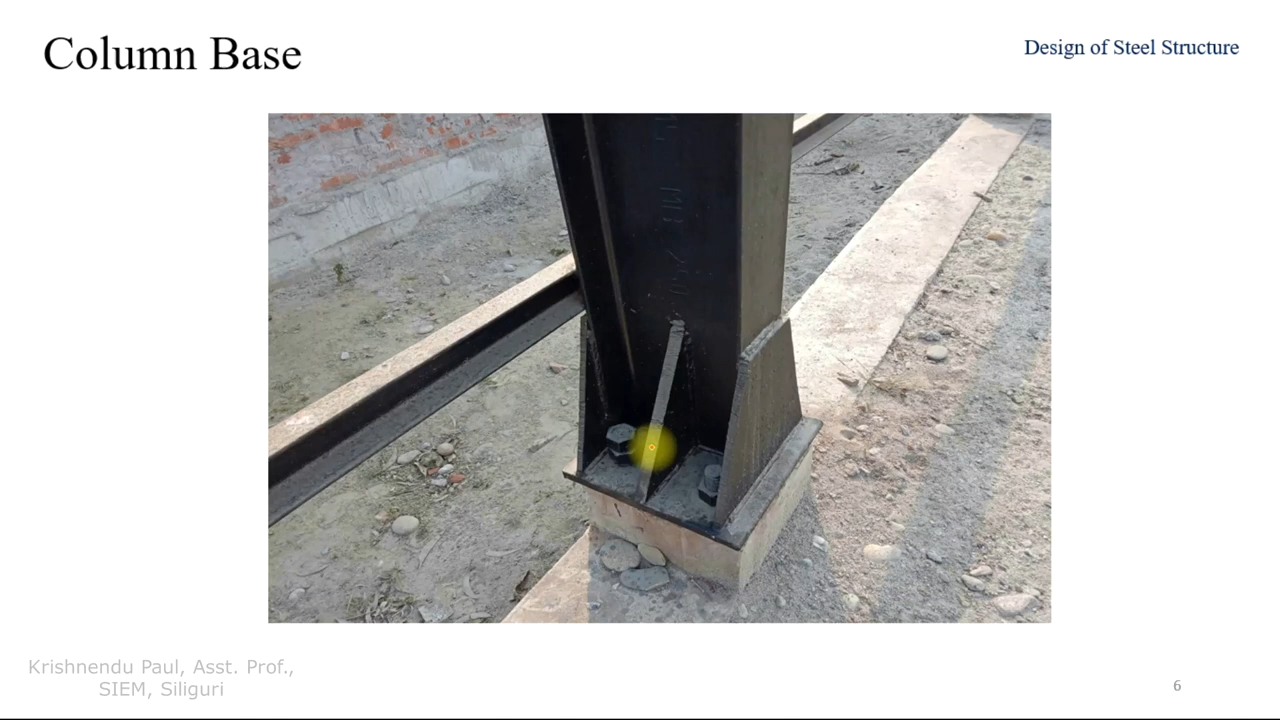 Column Base
Design of Steel Structure
Krishnendu Paul, Asst. Prof.,
SIEM, Siliguri
6